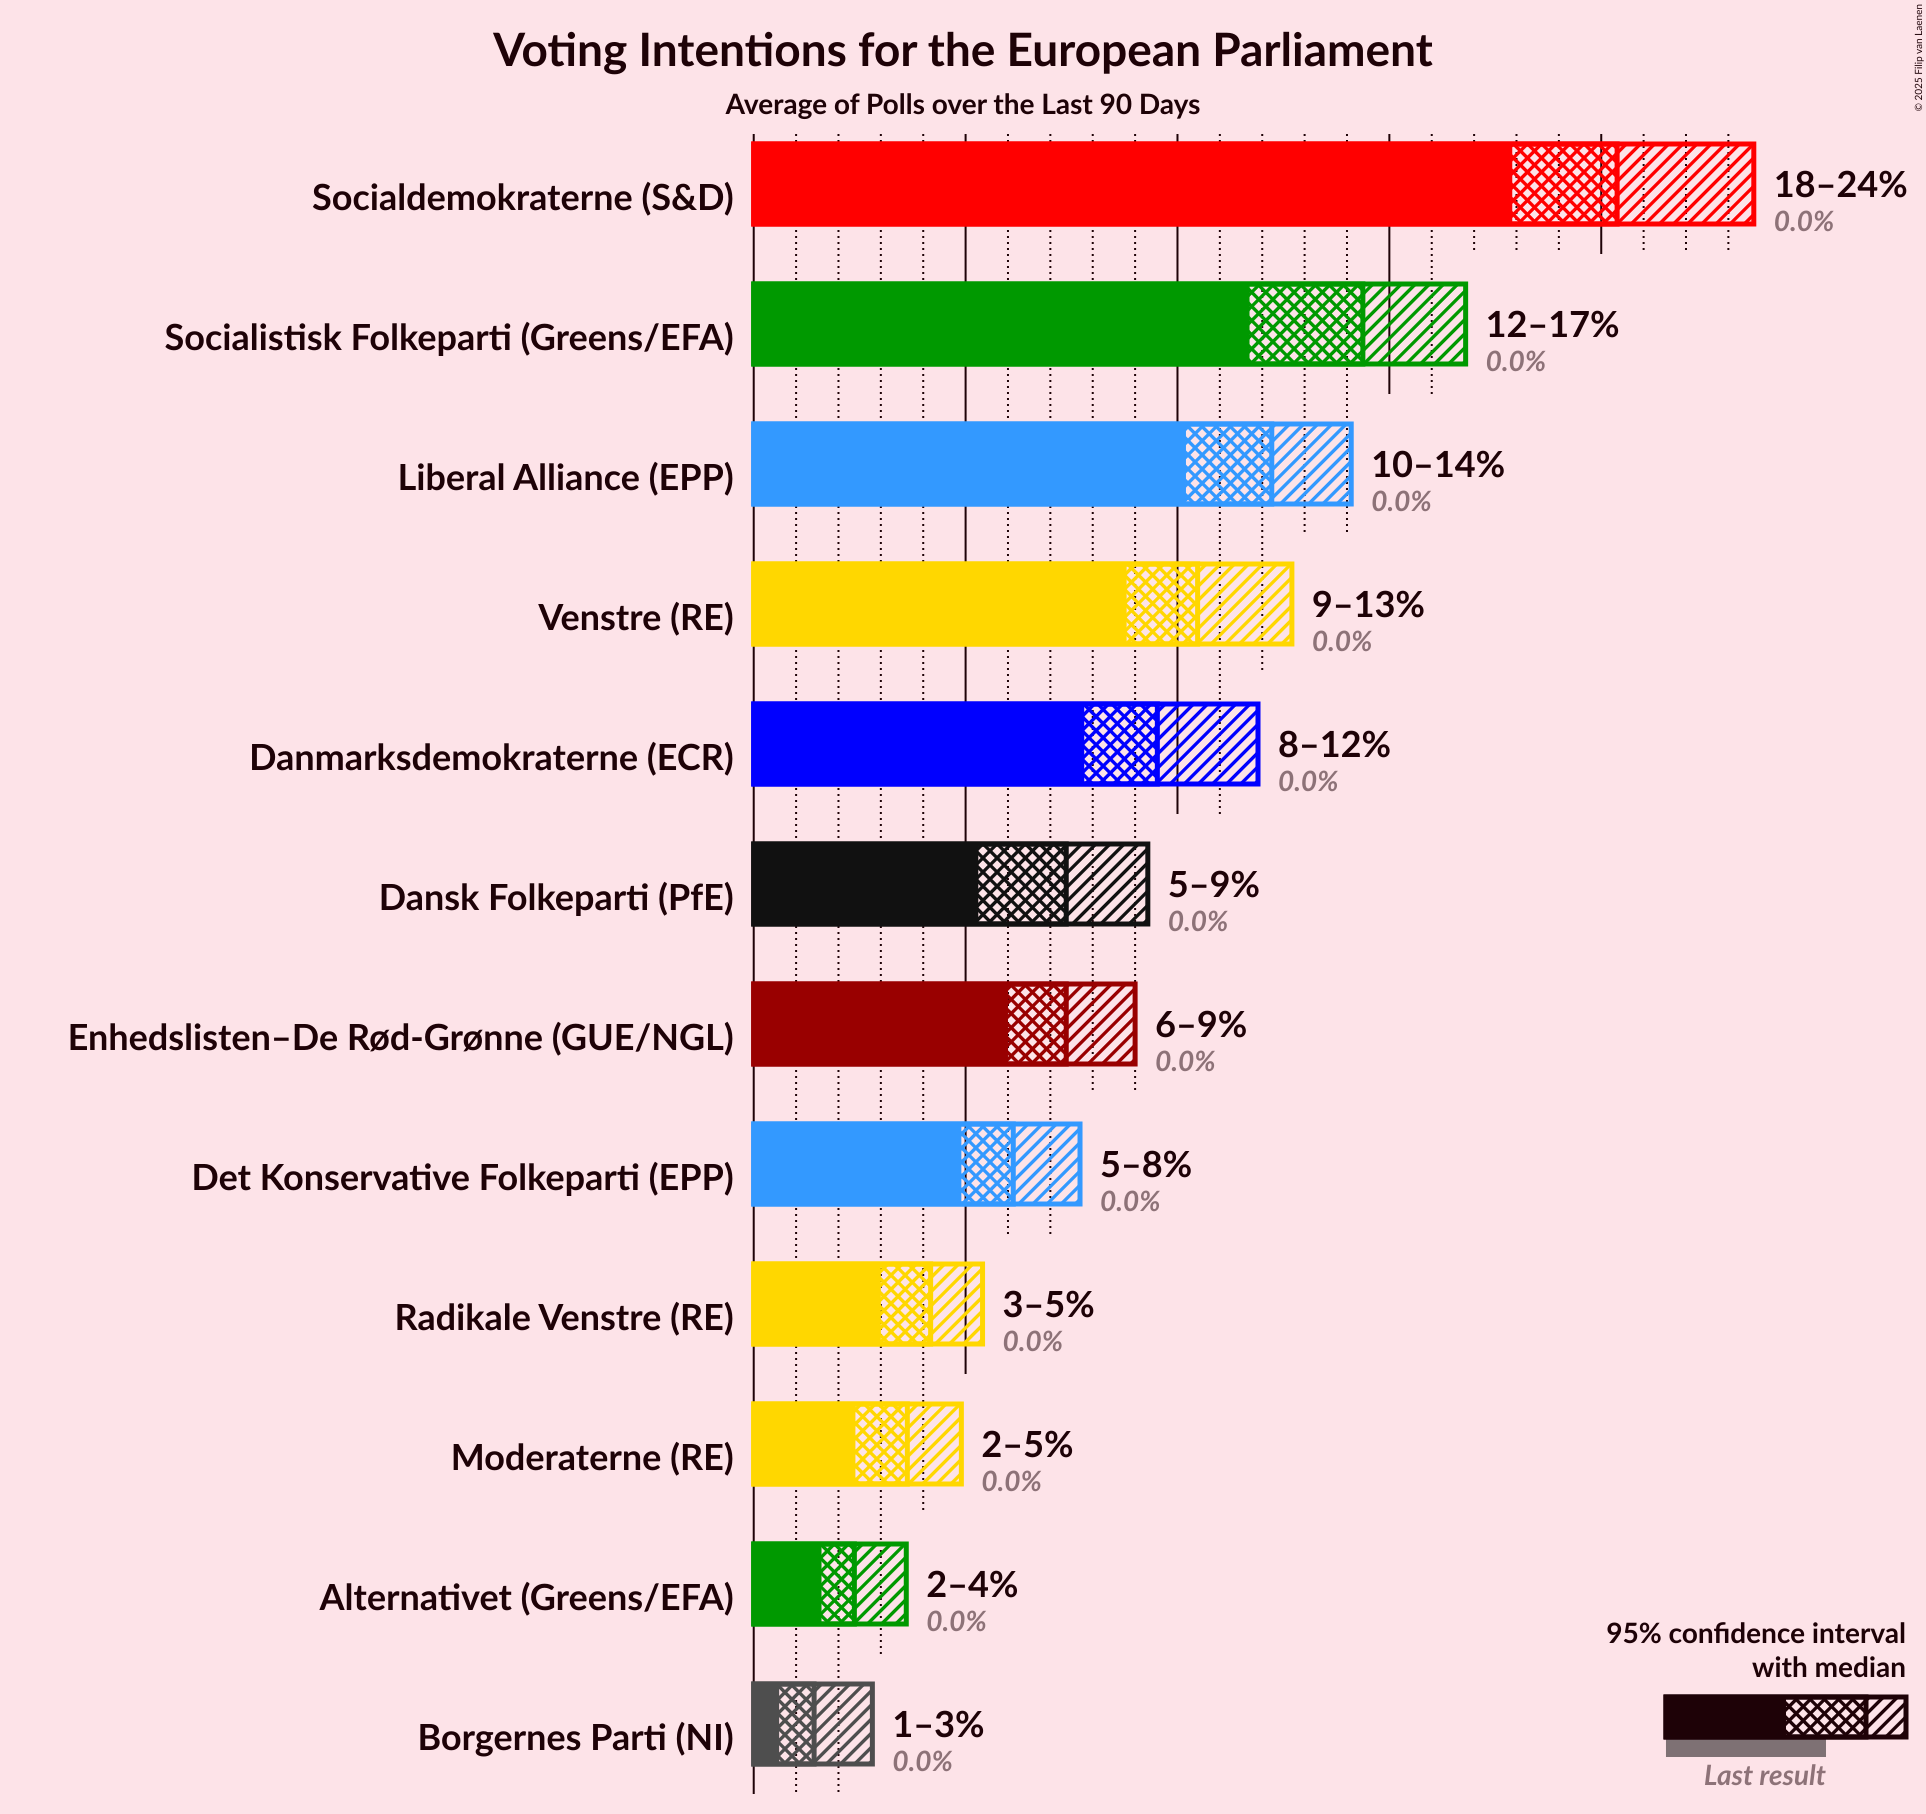 Voting Intentions for the European Parliament
Average of Polls over the Last 90 Days
© 2025 Filip van Laenen
Socialdemokraterne (S&D)
18–24%
0.0%
Socialistisk Folkeparti (Greens/EFA)
12–17%
0.0%
Liberal Alliance (EPP)
10–14%
0.0%
Venstre (RE)
9–13%
0.0%
Danmarksdemokraterne (ECR)
8–12%
0.0%
Dansk Folkeparti (PfE)
5–9%
0.0%
Enhedslisten–De Rød-Grønne (GUE/NGL)
6–9%
0.0%
Det Konservative Folkeparti (EPP)
5–8%
0.0%
Radikale Venstre (RE)
3–5%
0.0%
Moderaterne (RE)
2–5%
0.0%
Alternativet (Greens/EFA)
2–4%
0.0%
Borgernes Parti (NI)
1–3%
0.0%
95% confidence interval
with median
Last result